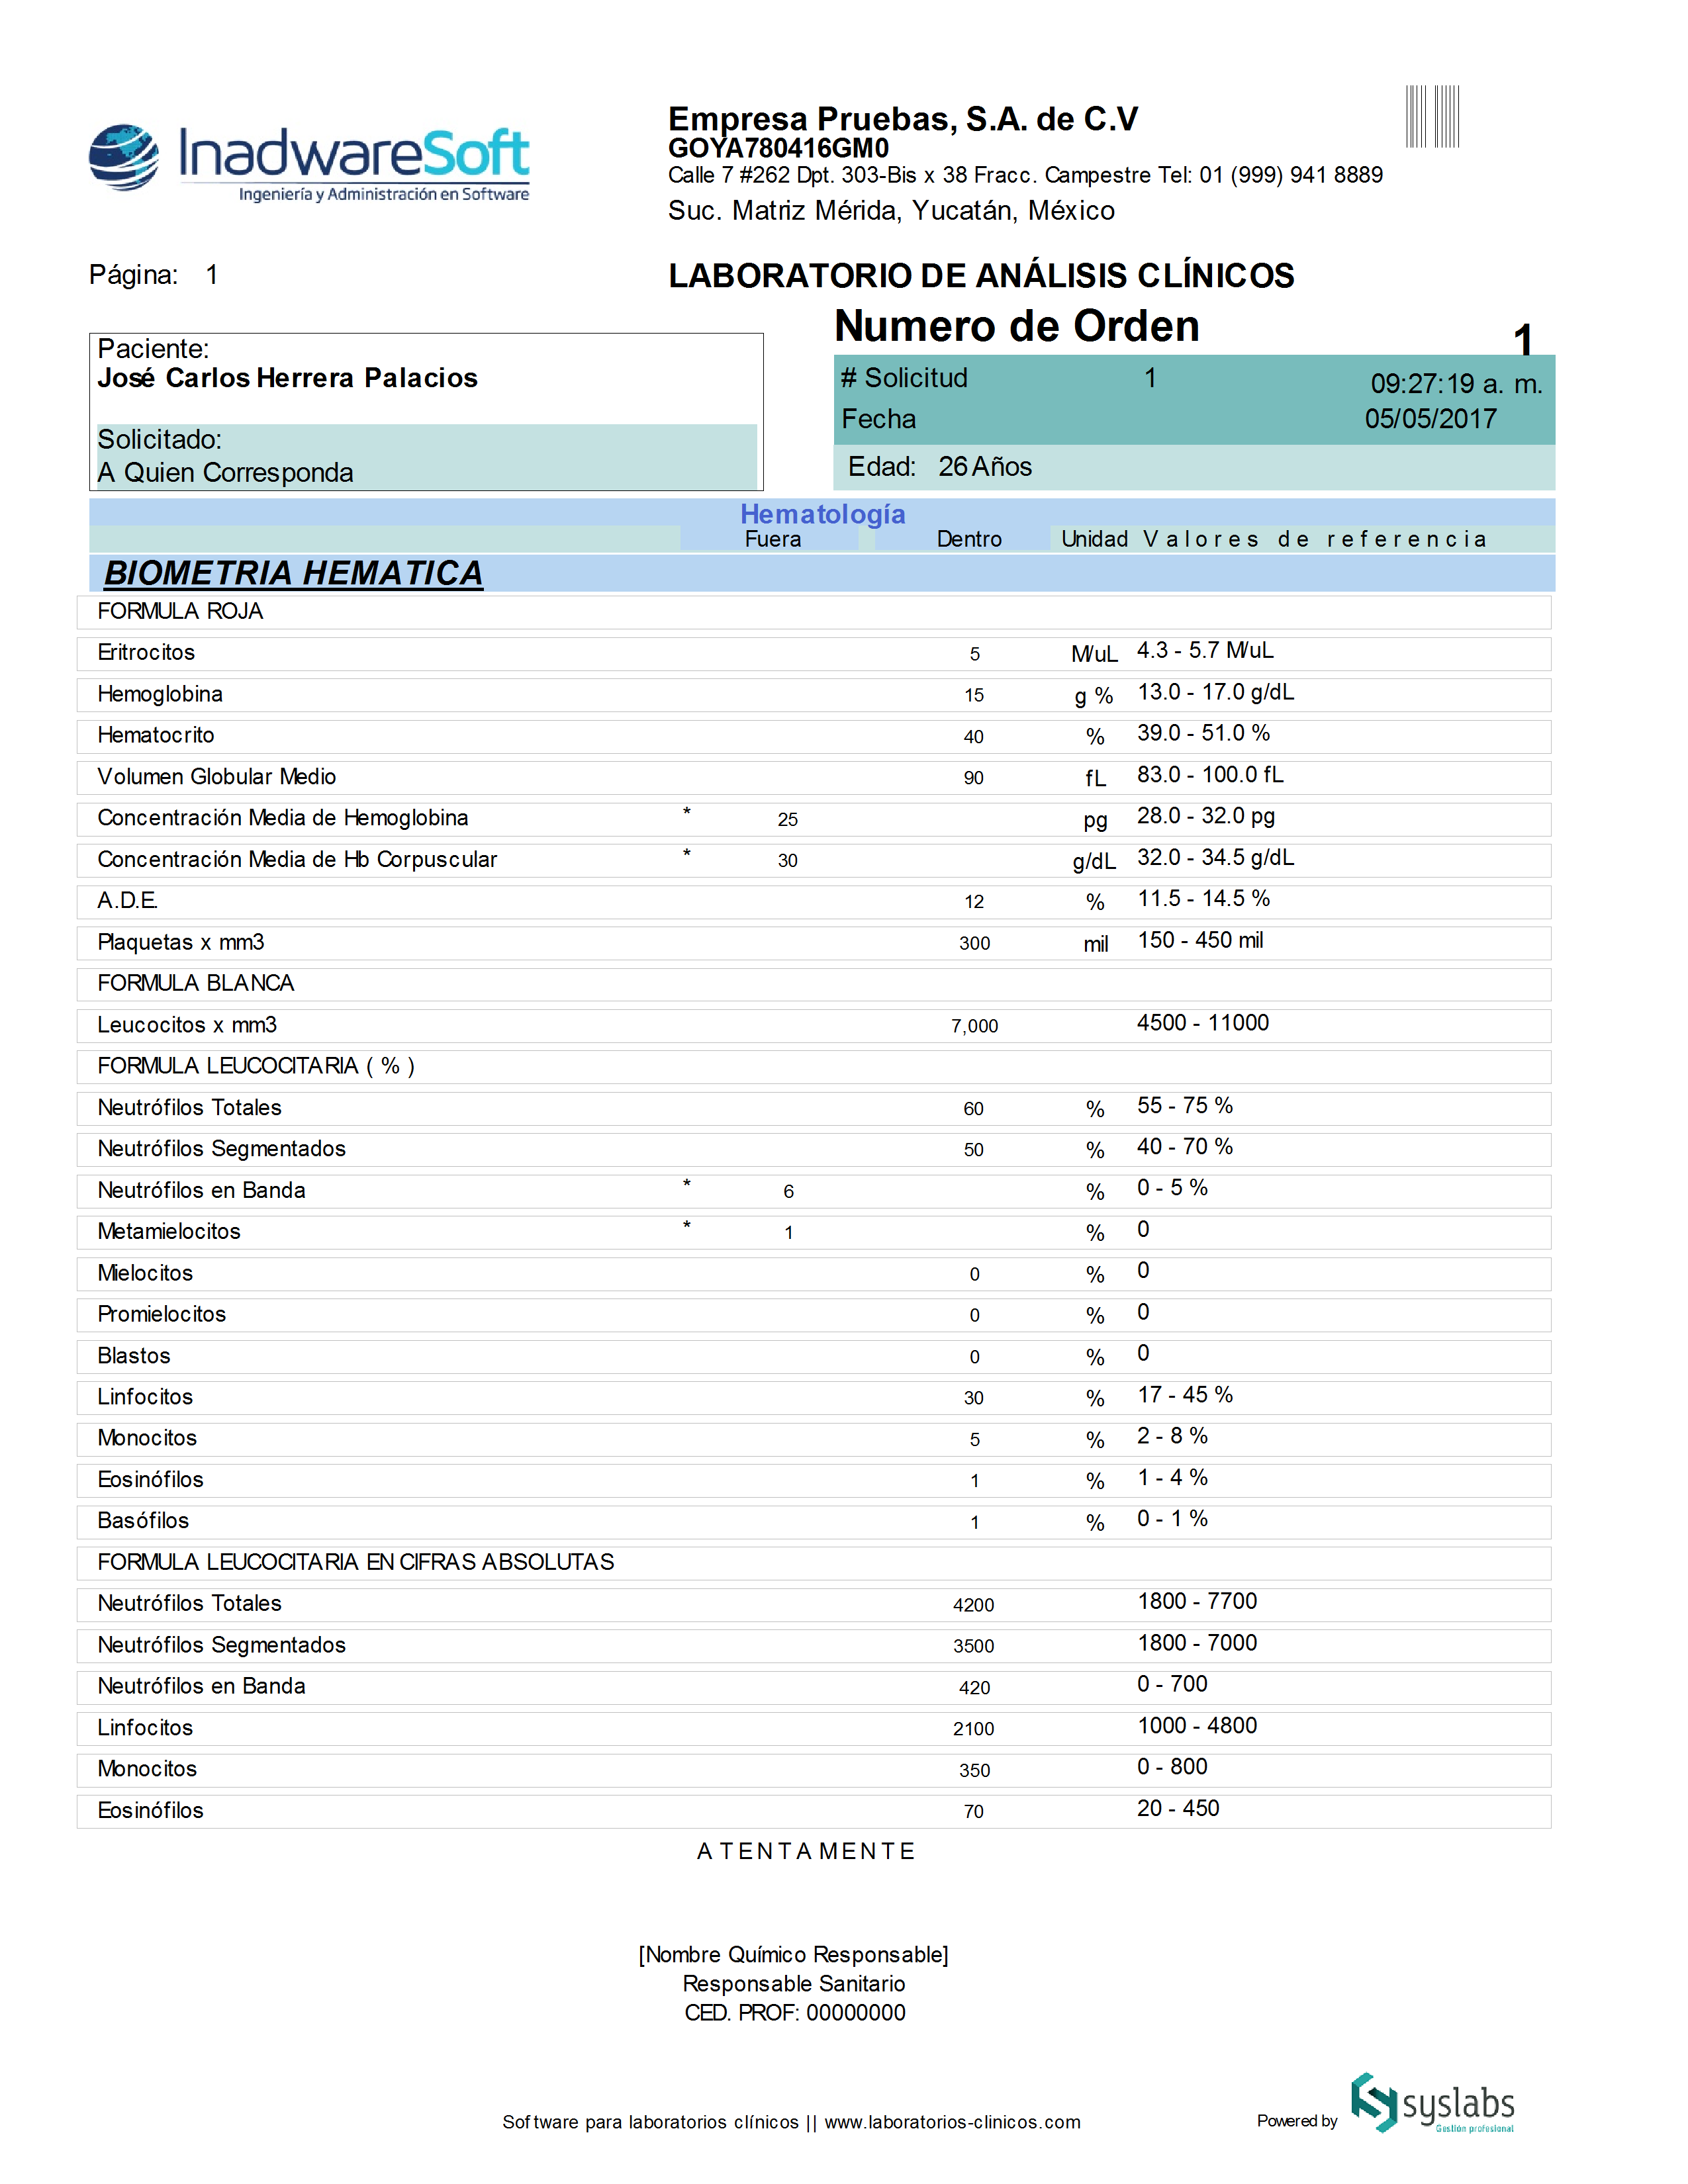 InadwareSoft
Ingeniería y Administración en Software
Empresa Pruebas, S.A. de C.V
GOYA780416GM0
Calle 7 #262 Dpt. 303-Bis x 38 Fracc. Campestre Tel: 01 (999) 941 8889
Suc. Matriz Mérida, Yucatán, México
Página: 1
LABORATORIO DE ANÁLISIS CLÍNICOS
Numero de Orden 1
Paciente:
José Carlos Herrera Palacios
Solicitado:
A Quien Corresponda
# Solicitud 1 09:27:19 a. m.
Fecha 05/05/2017
Edad: 26 Años
Hematología
Fuera Dentro Unidad Valores de referencia
BIOMETRIA HEMATICA
FORMULA ROJA
Eritrocitos 5 M/uL 4.3 - 5.7 M/uL
Hemoglobina 15 g % 13.0 - 17.0 g/dL
Hematocrito 40 % 39.0 - 51.0 %
Volumen Globular Medio 90 fL 83.0 - 100.0 fL
Concentración Media de Hemoglobina * 25 pg 28.0 - 32.0 pg
Concentración Media de Hb Corpuscular * 30 g/dL 32.0 - 34.5 g/dL
A.D.E. 12 % 11.5 - 14.5 %
Plaquetas x mm3 300 mil 150 - 450 mil
FORMULA BLANCA
Leucocitos x mm3 7,000 4500 - 11000
FORMULA LEUCOCITARIA ( % )
Neutrófilos Totales 60 % 55 - 75 %
Neutrófilos Segmentados 50 % 40 - 70 %
Neutrófilos en Banda * 6 % 0 - 5 %
Metamielocitos * 1 % 0
Mielocitos 0 % 0
Promielocitos 0 % 0
Blastos 0 % 0
Linfocitos 30 % 17 - 45 %
Monocitos 5 % 2 - 8 %
Eosinófilos 1 % 1 - 4 %
Basófilos 1 % 0 - 1 %
FORMULA LEUCOCITARIA EN CIFRAS ABSOLUTAS
Neutrófilos Totales 4200 1800 - 7700
Neutrófilos Segmentados 3500 1800 - 7000
Neutrófilos en Banda 420 0 - 700
Linfocitos 2100 1000 - 4800
Monocitos 350 0 - 800
Eosinófilos 70 20 - 450
ATENTAMENTE
[Nombre Químico Responsable]
Responsable Sanitario
CED. PROF: 00000000
Software para laboratorios clínicos || www.laboratorios-clinicos.com
Powered by syslabs
Gestión profesional